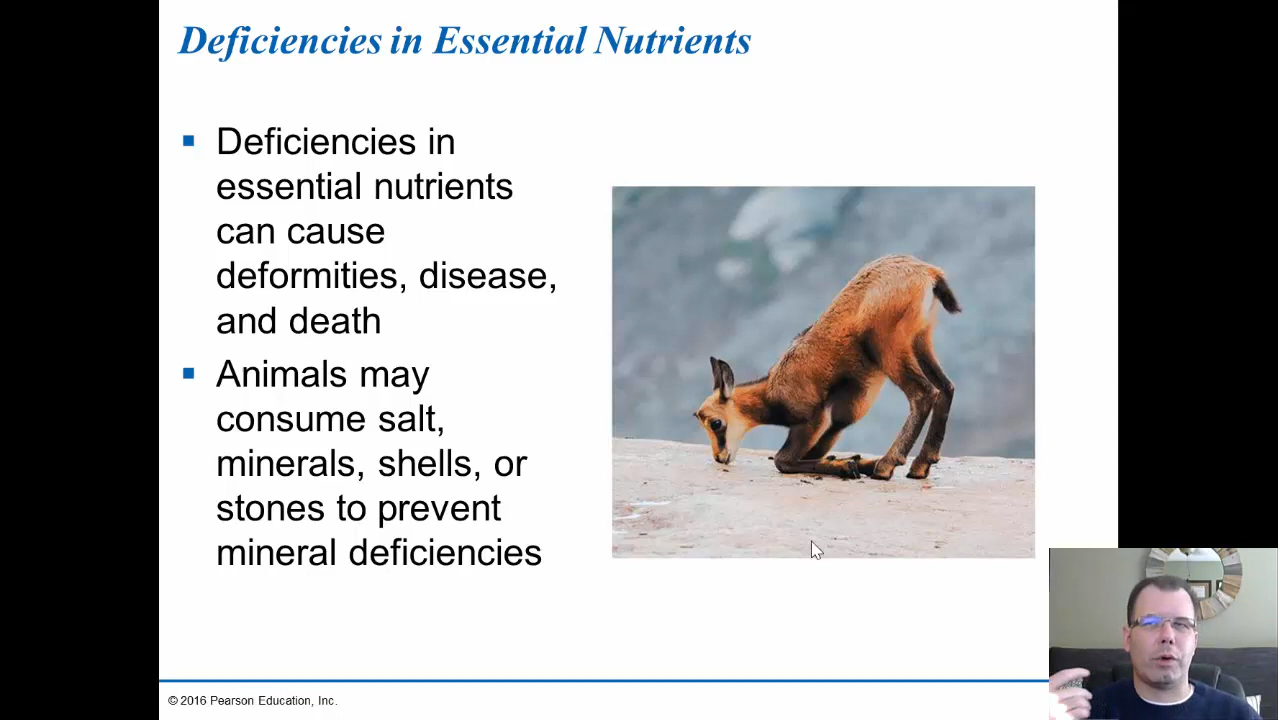 Deficiencies in Essential Nutrients
Deficiencies in
essential nutrients
can cause
deformities, disease,
and death
Animals may
consume salt,
minerals, shells, or
stones to prevent
mineral deficiencies
© 2016 Pearson Education, Inc.